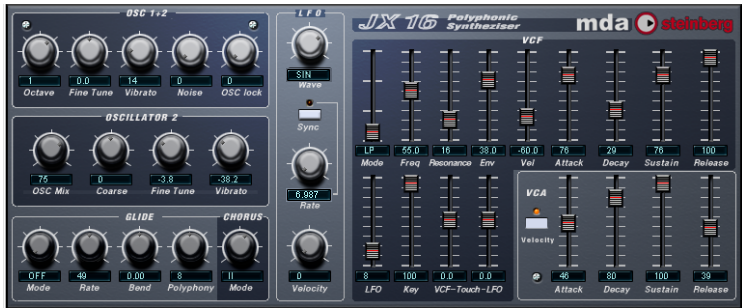 OSC 1+2
1 0.0 14 0 0
Octave Fine Tune Vibrato Noise OSC lock
OSCILLATOR 2
75 0 -3.8 -38.2
OSC Mix Coarse Fine Tune Vibrato
GLIDE CHORUS
OFF 49 0.00 8 II
Mode Rate Bend Polyphony Mode
LFO
SIN
Wave
Sync
6.987
Rate
0
Velocity
JX 16 Polyphonic
Syntheziser
mda steinberg
VCF
LP 55.0 16 38.0 -60.0 76 29 76 100
Mode Freq Resonance Env Vel Attack Decay Sustain Release
8 100 0.0 0.0
LFO Key VCF-Touch-LFO
VCA
Velocity
46 80 100 39
Attack Decay Sustain Release